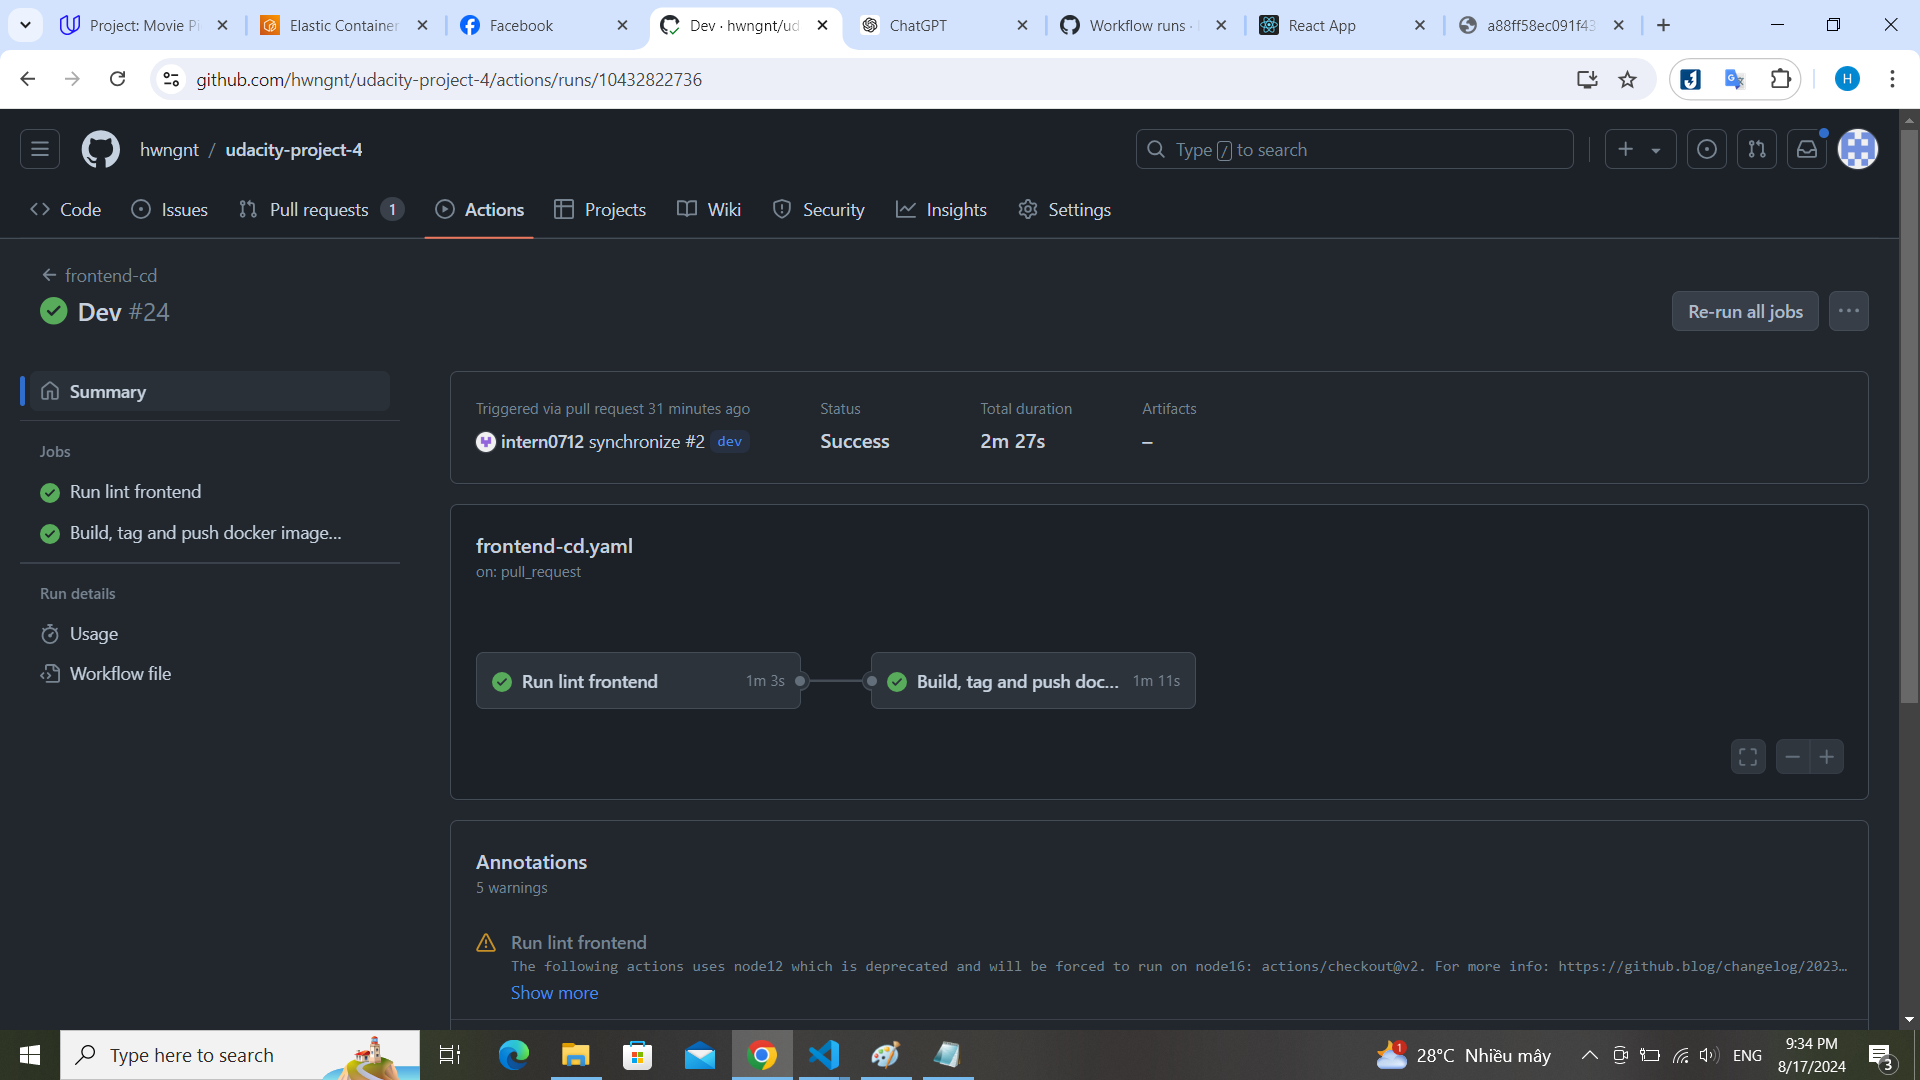 Project: Movie Pi
Elastic Container
Facebook
Dev · hwngnt/ud
ChatGPT
Workflow runs ·
React App
a88ff58ec091f43
github.com/hwngnt/udacity-project-4/actions/runs/10432822736
H
hwngnt / udacity-project-4
Type / to search
Code
Issues
Pull requests 1
Actions
Projects
Wiki
Security
Insights
Settings
frontend-cd
Dev #24
Re-run all jobs
Summary
Jobs
Run lint frontend
Build, tag and push docker image...
Run details
Usage
Workflow file
Triggered via pull request 31 minutes ago
intern0712 synchronize #2 dev
Status
Success
Total duration
2m 27s
Artifacts
–
frontend-cd.yaml
on: pull_request
Run lint frontend 1m 3s
Build, tag and push doc... 1m 11s
Annotations
5 warnings
Run lint frontend
The following actions uses node12 which is deprecated and will be forced to run on node16: actions/checkout@v2. For more info: https://github.blog/changelog/2023…
Show more
Type here to search
1
28°C Nhiều mây
ENG
9:34 PM
8/17/2024
3